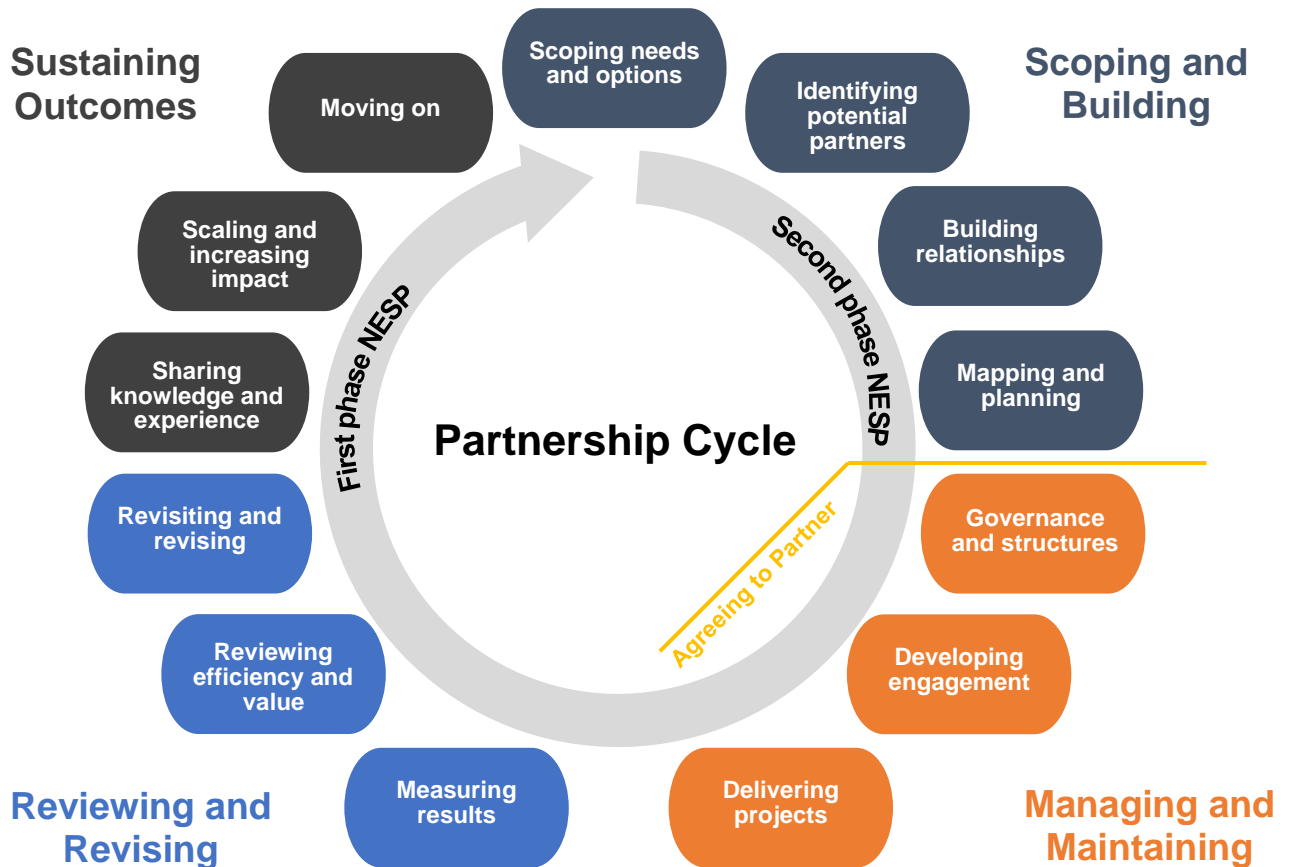 Scoping needs
and options
Scoping and
Building
Identifying
potential
partners
Building
relationships
Mapping and
planning
Governance
and structures
Developing
engagement
Delivering
projects
Managing and
Maintaining
Measuring
results
Reviewing
efficiency and
value
Revisiting and
revising
Reviewing and
Revising
Sharing
knowledge and
experience
Scaling and
increasing
impact
Moving on
Sustaining
Outcomes
First phase NESP
Second phase NESP
Partnership Cycle
Agreeing to Partner